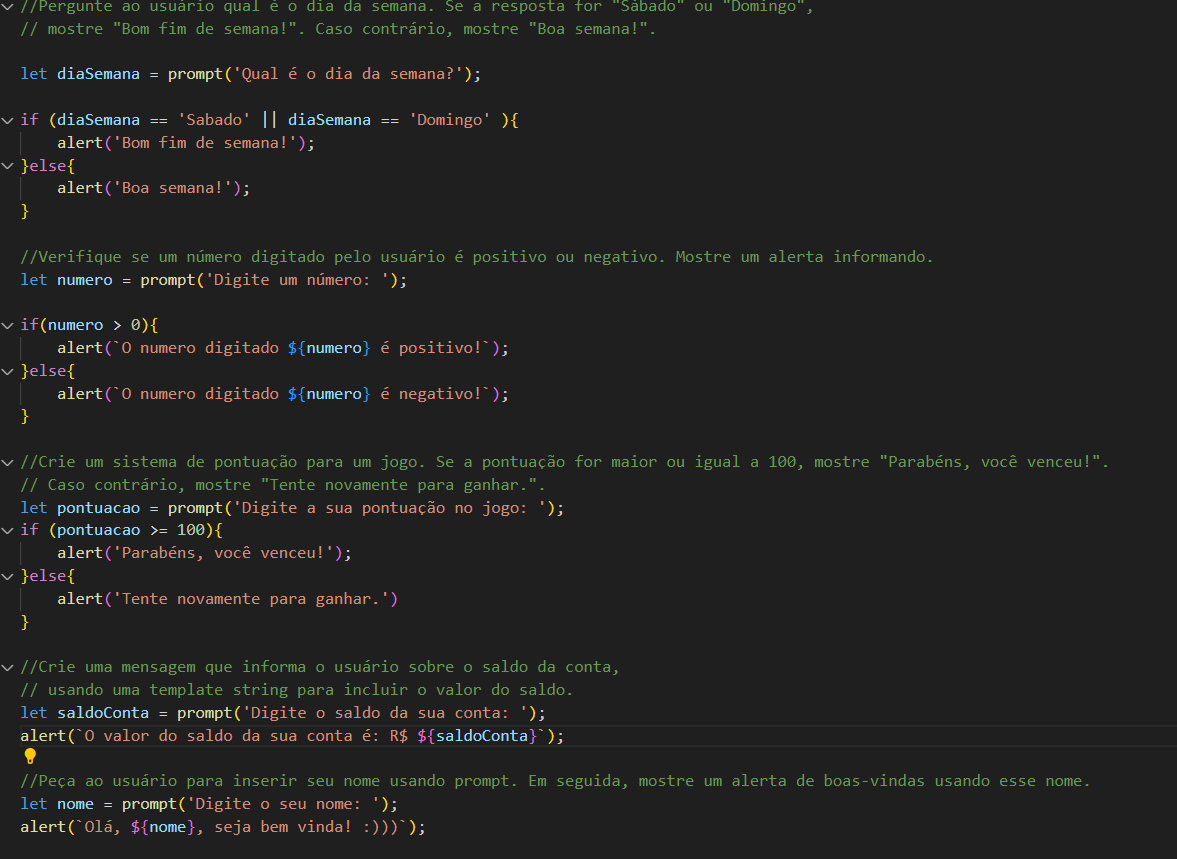 //Pergunte ao usuário qual é o dia da semana. Se a resposta for "Sábado" ou "Domingo",
// mostre "Bom fim de semana!". Caso contrário, mostre "Boa semana!".
let diaSemana = prompt('Qual é o dia da semana?');
if (diaSemana == 'Sabado' || diaSemana == 'Domingo' ){
    alert('Bom fim de semana!');
}else{
    alert('Boa semana!');
}
//Verifique se um número digitado pelo usuário é positivo ou negativo. Mostre um alerta informando.
let numero = prompt('Digite um número: ');
if(numero > 0){
    alert(`O numero digitado ${numero} é positivo!`);
}else{
    alert(`O numero digitado ${numero} é negativo!`);
}
//Crie um sistema de pontuação para um jogo. Se a pontuação for maior ou igual a 100, mostre "Parabéns, você venceu!".
// Caso contrário, mostre "Tente novamente para ganhar.".
let pontuacao = prompt('Digite a sua pontuação no jogo: ');
if (pontuacao >= 100){
    alert('Parabéns, você venceu!');
}else{
    alert('Tente novamente para ganhar.')
}
//Crie uma mensagem que informa o usuário sobre o saldo da conta,
// usando uma template string para incluir o valor do saldo.
let saldoConta = prompt('Digite o saldo da sua conta: ');
alert(`O valor do saldo da sua conta é: R$ ${saldoConta}`);
//Peça ao usuário para inserir seu nome usando prompt. Em seguida, mostre um alerta de boas-vindas usando esse nome.
let nome = prompt('Digite o seu nome: ');
alert(`Olá, ${nome}, seja bem vinda! :)))`);